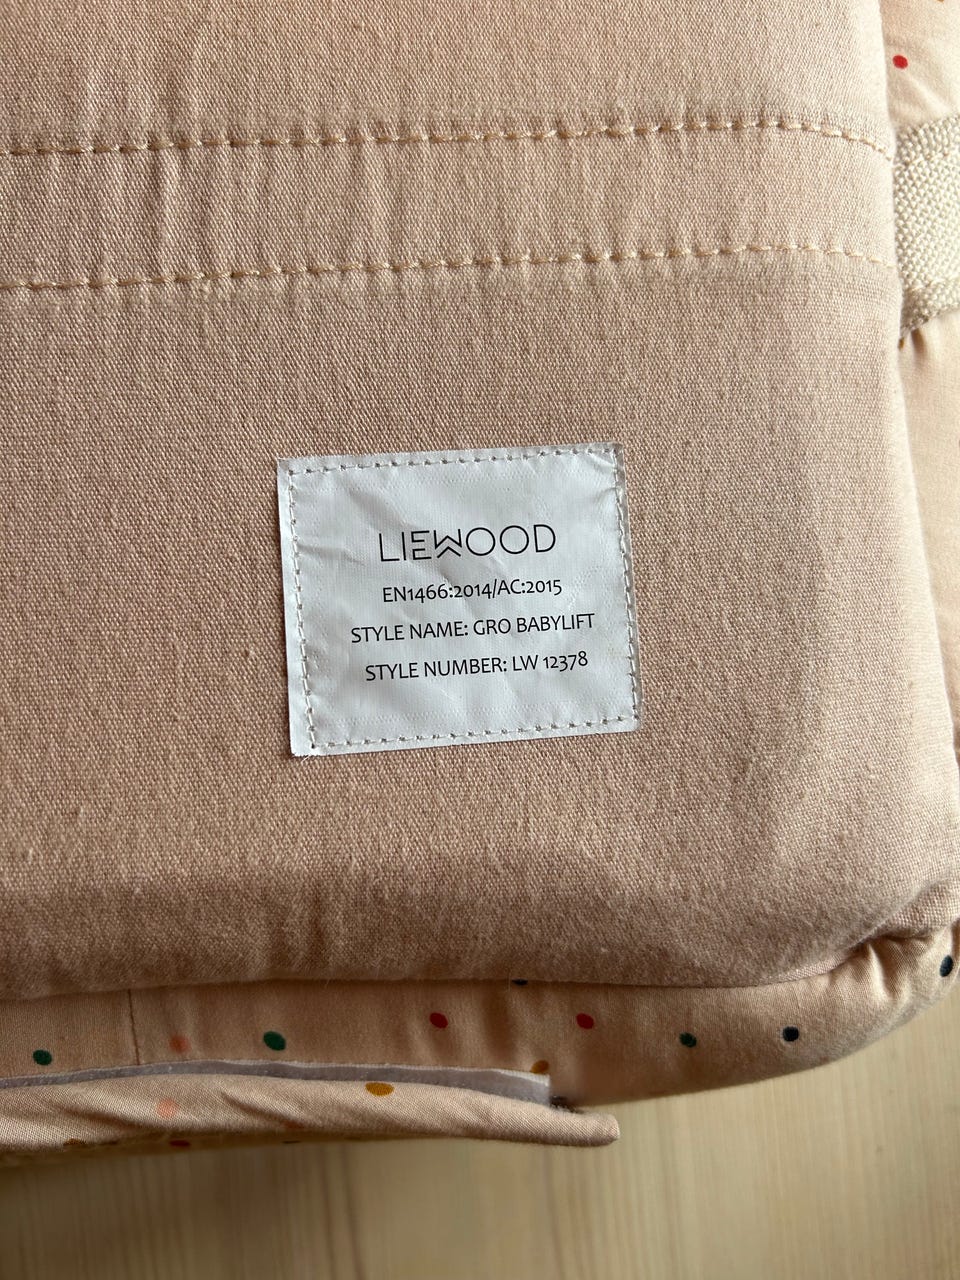 LIEWOOD
EN1466:2014/AC:2015
STYLE NAME: GRO BABYLIFT
STYLE NUMBER: LW 12378